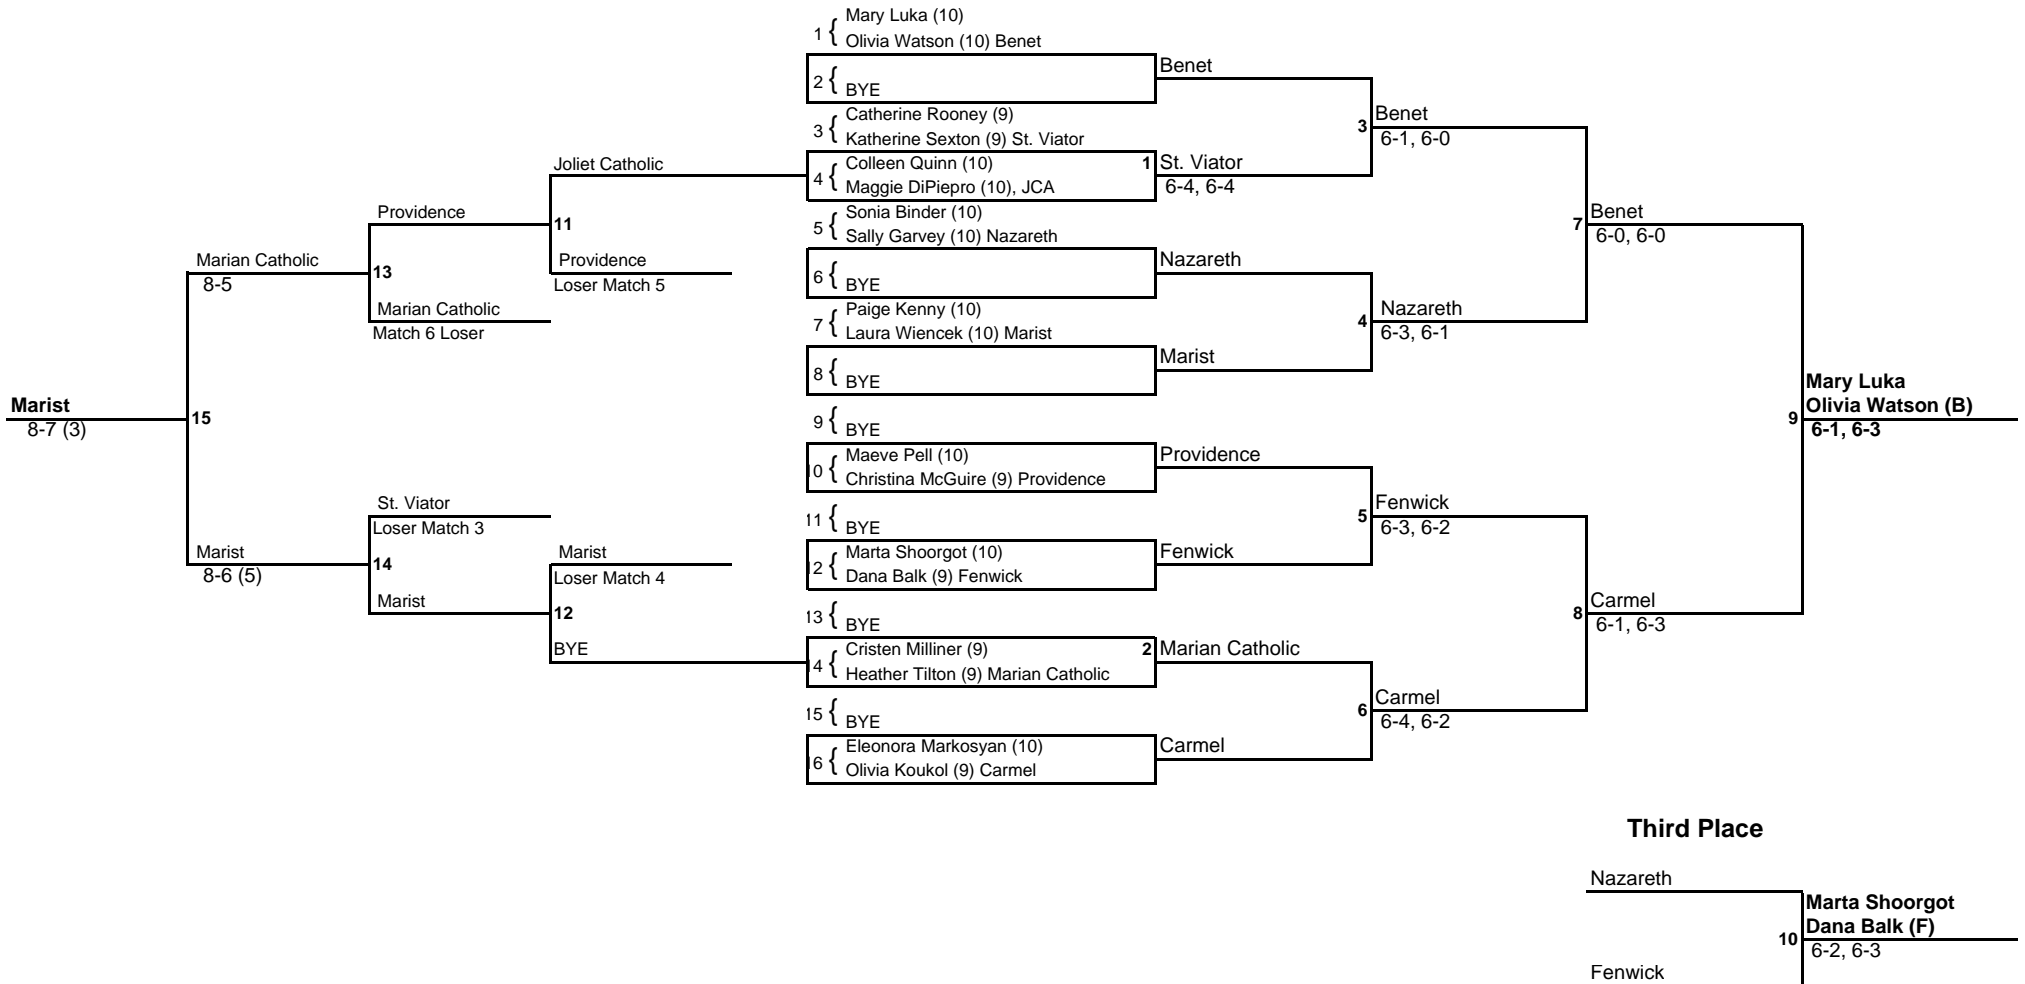 Mary Luka (10)
1 {
Olivia Watson (10) Benet
Benet
2 { BYE
Catherine Rooney (9)
3 {
Katherine Sexton (9) St. Viator
3 Benet
6-1, 6-0
Joliet Catholic
Colleen Quinn (10)
4 {
Maggie DiPiepro (10), JCA
1 St. Viator
6-4, 6-4
Providence
11
Sonia Binder (10)
5 {
Sally Garvey (10) Nazareth
7 Benet
6-0, 6-0
Marian Catholic
8-5
13
Providence
Loser Match 5
6 { BYE
Nazareth
Marian Catholic
Match 6 Loser
Paige Kenny (10)
7 {
Laura Wiencek (10) Marist
4 Nazareth
6-3, 6-1
Marist
8 { BYE
Marist
8-7 (3)
15
9 { BYE
Mary Luka
Olivia Watson (B)
9
6-1, 6-3
Maeve Pell (10)
10 {
Christina McGuire (9) Providence
Providence
St. Viator
Loser Match 3
11 { BYE
5 Fenwick
6-3, 6-2
Marist
8-6 (5)
14
Marist
Loser Match 4
Marta Shoorgot (10)
12 {
Dana Balk (9) Fenwick
Fenwick
Marist
12
13 { BYE
8 Carmel
6-1, 6-3
BYE
Cristen Milliner (9)
14 {
Heather Tilton (9) Marian Catholic
2 Marian Catholic
15 { BYE
6 Carmel
6-4, 6-2
Eleonora Markosyan (10)
16 {
Olivia Koukol (9) Carmel
Carmel
Third Place
Nazareth
Marta Shoorgot
Dana Balk (F)
10
6-2, 6-3
Fenwick